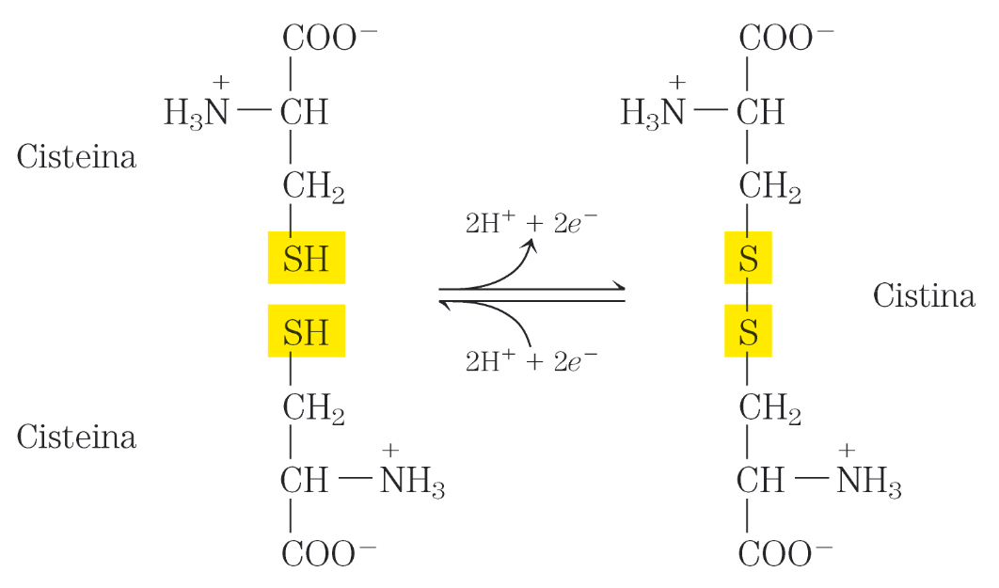 COO⁻ COO⁻
H₃N⁺—CH H₃N⁺—CH
Cisteina
CH₂ CH₂
2H⁺ + 2e⁻
SH S
Cistina
SH S
2H⁺ + 2e⁻
CH₂ CH₂
Cisteina
CH—N⁺H₃ CH—N⁺H₃
COO⁻ COO⁻